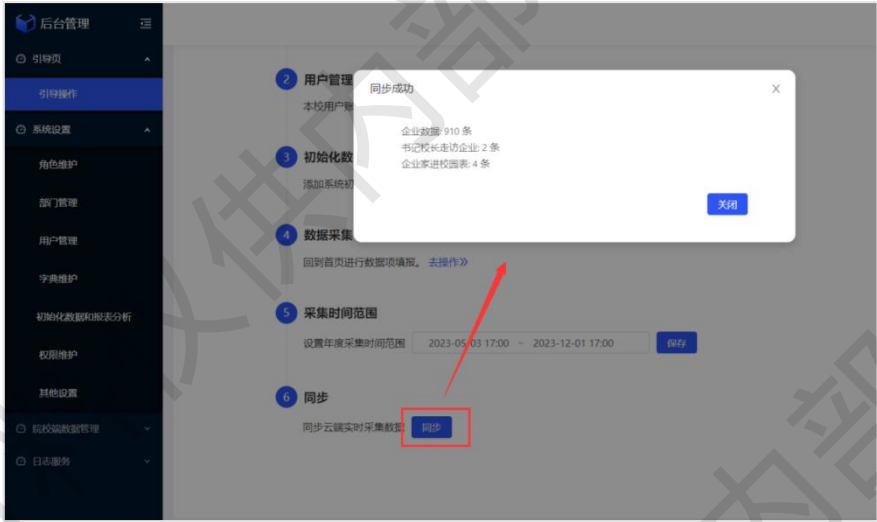 后台管理
引导页
引导操作
系统设置
角色维护
部门管理
用户管理
字典维护
初始化数据和报表分析
权限维护
其他设置
院校端数据管理
日志服务
2 用户管理
本校用户账
3 初始化数
添加系统初
4 数据采集
回到首页进行数据项填报。 去操作》
5 采集时间范围
设置年度采集时间范围 2023-05-03 17:00 ~ 2023-12-01 17:00 保存
6 同步
同步云端实时采集数据 同步
同步成功 X
企业数据: 910 条
书记校长走访企业: 2 条
企业家进校园表: 4 条
关闭
仅供内部
内部